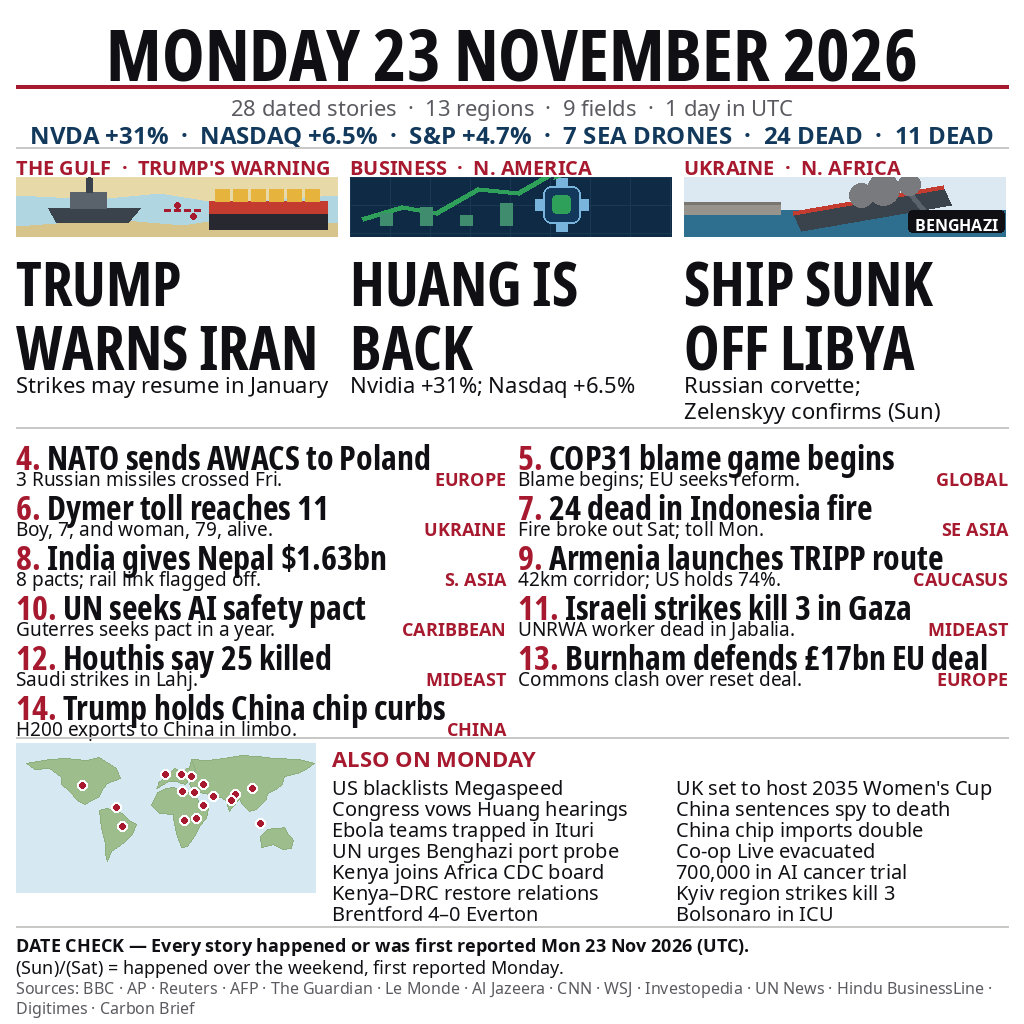 MONDAY 23 NOVEMBER 2026
28 dated stories · 13 regions · 9 fields · 1 day in UTC
NVDA +31% · NASDAQ +6.5% · S&P +4.7% · 7 SEA DRONES · 24 DEAD · 11 DEAD
THE GULF · TRUMP'S WARNING
BUSINESS · N. AMERICA
UKRAINE · N. AFRICA
BENGHAZI
TRUMP
WARNS IRAN
Strikes may resume in January
HUANG IS
BACK
Nvidia +31%; Nasdaq +6.5%
SHIP SUNK
OFF LIBYA
Russian corvette;
Zelenskyy confirms (Sun)
4. NATO sends AWACS to Poland
3 Russian missiles crossed Fri.
EUROPE
5. COP31 blame game begins
Blame begins; EU seeks reform.
GLOBAL
6. Dymer toll reaches 11
Boy, 7, and woman, 79, alive.
UKRAINE
7. 24 dead in Indonesia fire
Fire broke out Sat; toll Mon.
SE ASIA
8. India gives Nepal $1.63bn
8 pacts; rail link flagged off.
S. ASIA
9. Armenia launches TRIPP route
42km corridor; US holds 74%.
CAUCASUS
10. UN seeks AI safety pact
Guterres seeks pact in a year.
CARIBBEAN
11. Israeli strikes kill 3 in Gaza
UNRWA worker dead in Jabalia.
MIDEAST
12. Houthis say 25 killed
Saudi strikes in Lahj.
MIDEAST
13. Burnham defends £17bn EU deal
Commons clash over reset deal.
EUROPE
14. Trump holds China chip curbs
H200 exports to China in limbo.
CHINA
ALSO ON MONDAY
US blacklists Megaspeed
Congress vows Huang hearings
Ebola teams trapped in Ituri
UN urges Benghazi port probe
Kenya joins Africa CDC board
Kenya–DRC restore relations
Brentford 4–0 Everton
UK set to host 2035 Women's Cup
China sentences spy to death
China chip imports double
Co-op Live evacuated
700,000 in AI cancer trial
Kyiv region strikes kill 3
Bolsonaro in ICU
DATE CHECK — Every story happened or was first reported Mon 23 Nov 2026 (UTC).
(Sun)/(Sat) = happened over the weekend, first reported Monday.
Sources: BBC · AP · Reuters · AFP · The Guardian · Le Monde · Al Jazeera · CNN · WSJ · Investopedia · UN News · Hindu BusinessLine ·
Digitimes · Carbon Brief